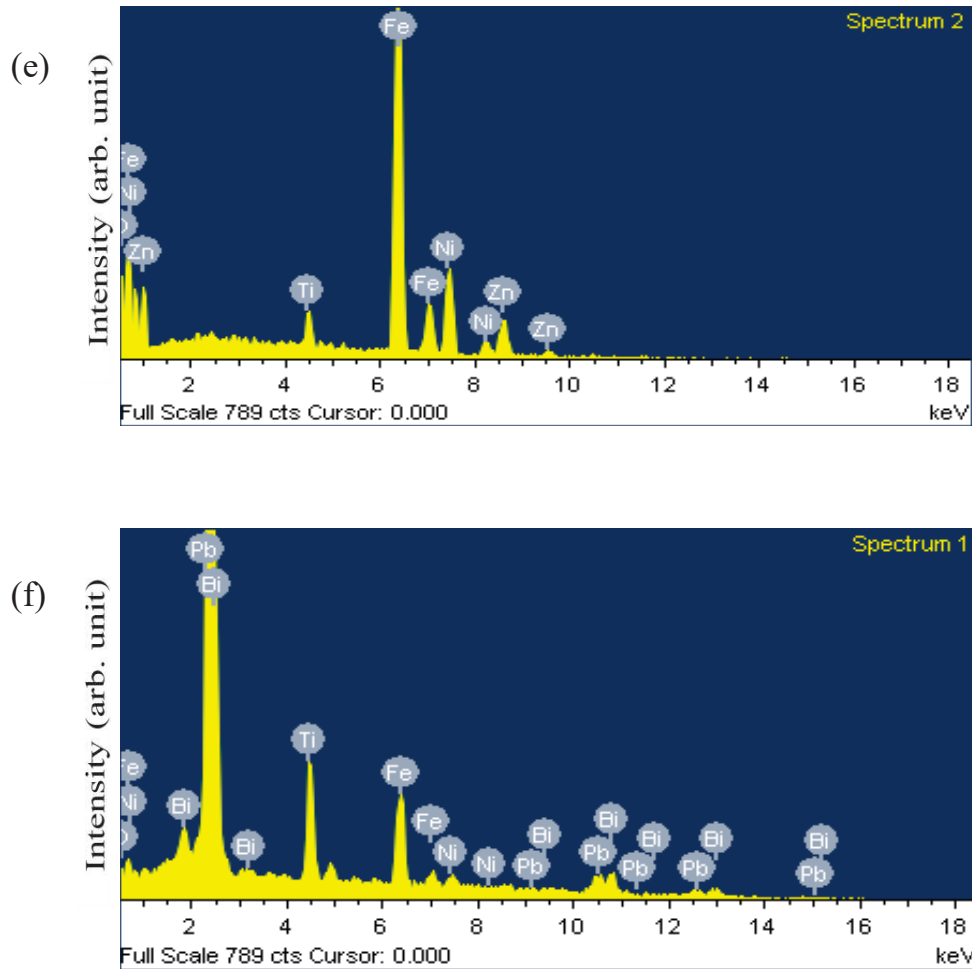 (e)
Intensity (arb. unit)
Spectrum 2
Fe
Fe
Ni
Zn
Ti
Fe
Ni
Ni
Zn
Zn
2 4 6 8 10 12 14 16 18
Full Scale 789 cts Cursor: 0.000 keV
(f)
Intensity (arb. unit)
Spectrum 1
Pb
Bi
Fe
Ni
Bi
Bi
Ti
Fe
Fe
Ni
Ni
Pb
Bi
Pb
Bi
Pb
Bi
Pb
Bi
Pb
Bi
2 4 6 8 10 12 14 16 18
Full Scale 789 cts Cursor: 0.000 keV